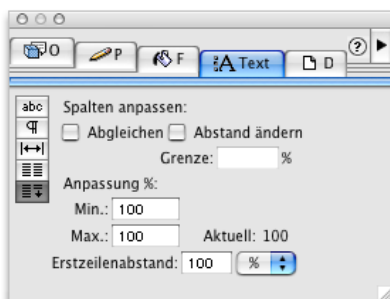 O P F A Text D ?
abc Spalten anpassen:
¶ Abgleichen Abstand ändern
Grenze: %
Anpassung %:
Min.: 100
Max.: 100 Aktuell: 100
Erstzeilenabstand: 100 %